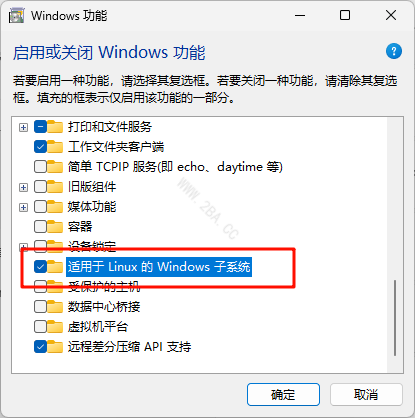 Windows 功能
启用或关闭 Windows 功能
若要启用一种功能，请选择其复选框。若要关闭一种功能，请清除其复选
框。填充的框表示仅启用该功能的一部分。
打印和文件服务
工作文件夹客户端
简单 TCPIP 服务(即 echo、daytime 等)
旧版组件
媒体功能
容器
设备锁定
适用于 Linux 的 Windows 子系统
受保护的主机
数据中心桥接
虚拟机平台
远程差分压缩 API 支持
确定
取消
WWW.2BA.CC